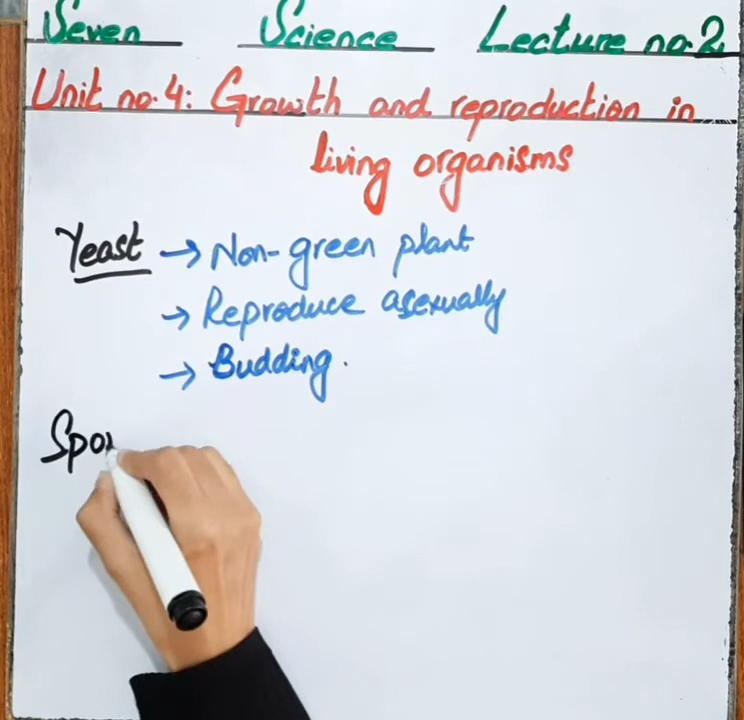 Seven Science Lecture no.2
Unit no.4: Growth and reproduction in
living organisms
Yeast → Non-green plant
→ Reproduce asexually
→ Budding.